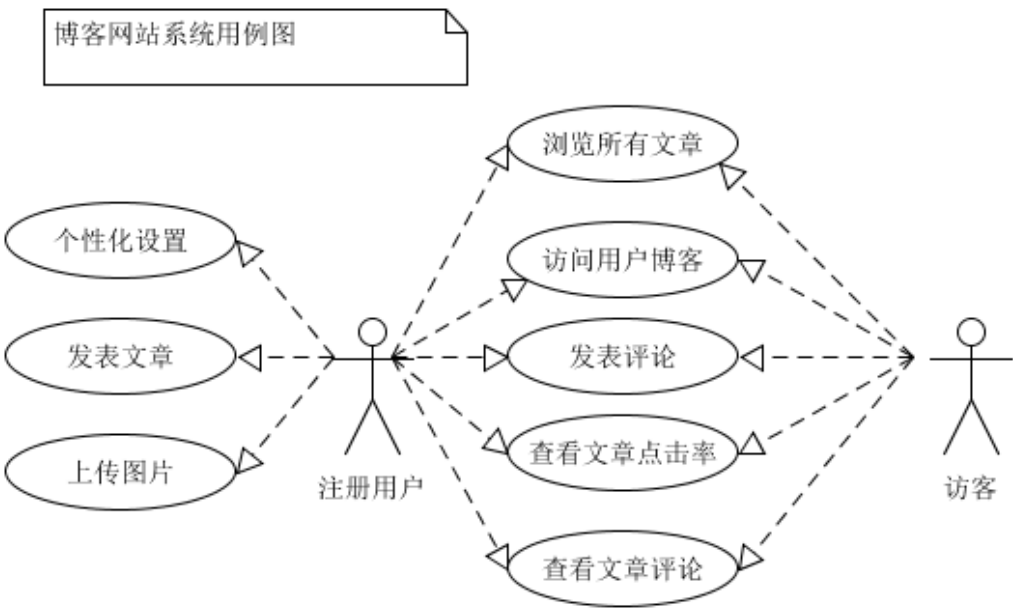 博客网站系统用例图
浏览所有文章
个性化设置
访问用户博客
发表文章
发表评论
上传图片
查看文章点击率
注册用户
访客
查看文章评论